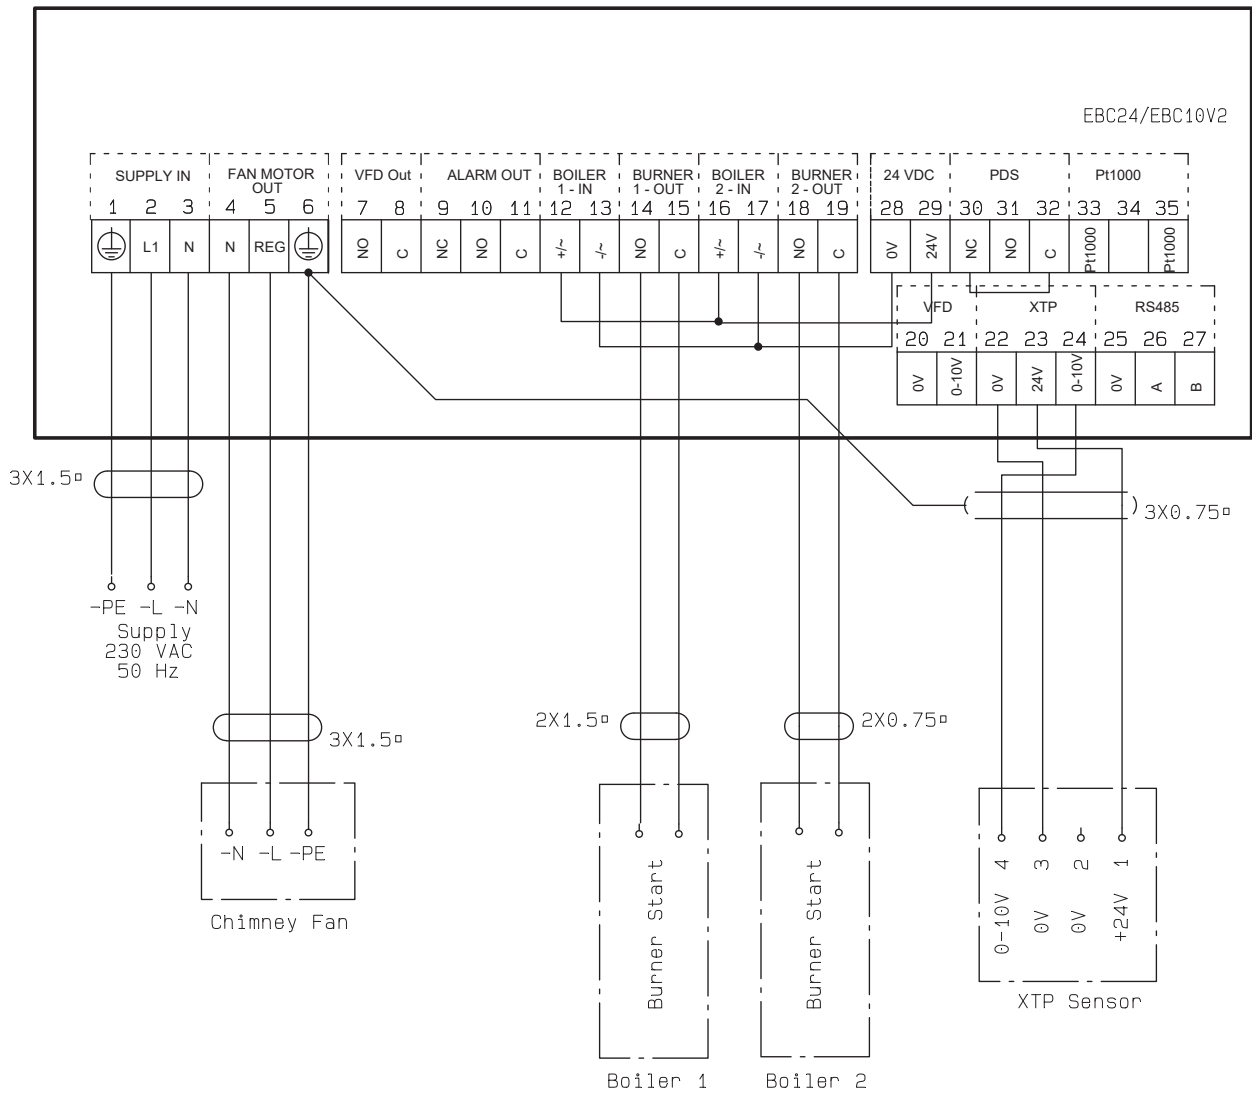 EBC24/EBC10V2
SUPPLY IN
FAN MOTOR
OUT
VFD Out
ALARM OUT
BOILER
1 - IN
BURNER
1 - OUT
BOILER
2 - IN
BURNER
2 - OUT
24 VDC
PDS
Pt1000
1 2 3 4 5 6 7 8 9 10 11 12 13 14 15 16 17 18 19 28 29 30 31 32 33 34 35
L1 N N REG NO C NC NO C +/~ -/~ NO C +/~ -/~ NO C 0V 24V NC NO C Pt1000 Pt1000
VFD XTP RS485
20 21 22 23 24 25 26 27
0V 0-10V 0V 24V 0-10V 0V A B
3X1.5▫
3X0.75▫
-PE -L -N
Supply
230 VAC
50 Hz
2X1.5▫
2X0.75▫
3X1.5▫
-N -L -PE
Chimney Fan
Burner Start
Burner Start
4 3 2 1
0-10V 0V 0V +24V
XTP Sensor
Boiler 1
Boiler 2